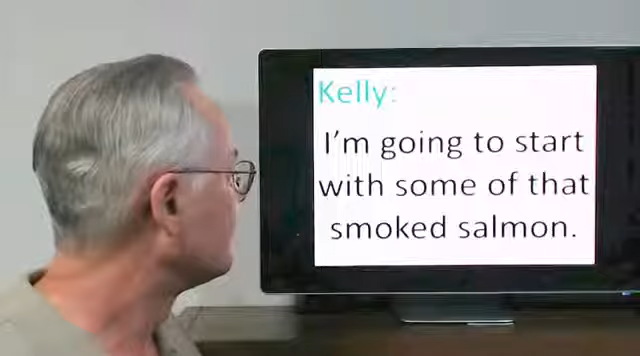 Kelly:
I'm going to start
with some of that
smoked salmon.